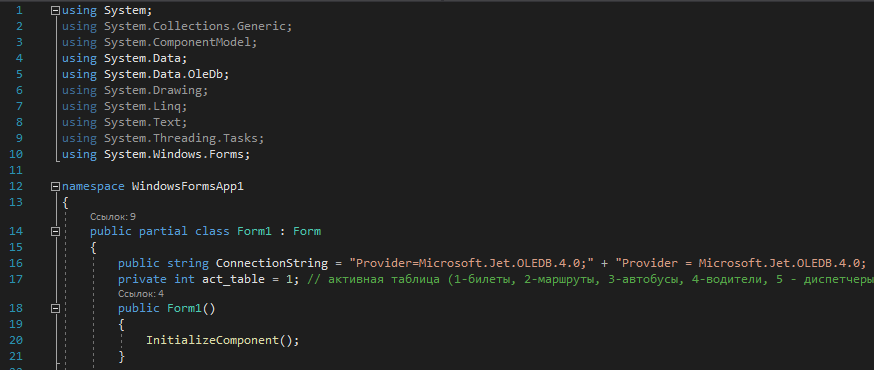 1 using System;
2 using System.Collections.Generic;
3 using System.ComponentModel;
4 using System.Data;
5 using System.Data.OleDb;
6 using System.Drawing;
7 using System.Linq;
8 using System.Text;
9 using System.Threading.Tasks;
10 using System.Windows.Forms;
11
12 namespace WindowsFormsApp1
13 {
Ссылок: 9
14 public partial class Form1 : Form
15 {
16 public string ConnectionString = "Provider=Microsoft.Jet.OLEDB.4.0;" + "Provider = Microsoft.Jet.OLEDB.4.0;
17 private int act_table = 1; // активная таблица (1-билеты, 2-маршруты, 3-автобусы, 4-водители, 5 - диспетчеры
Ссылок: 4
18 public Form1()
19 {
20 InitializeComponent();
21 }